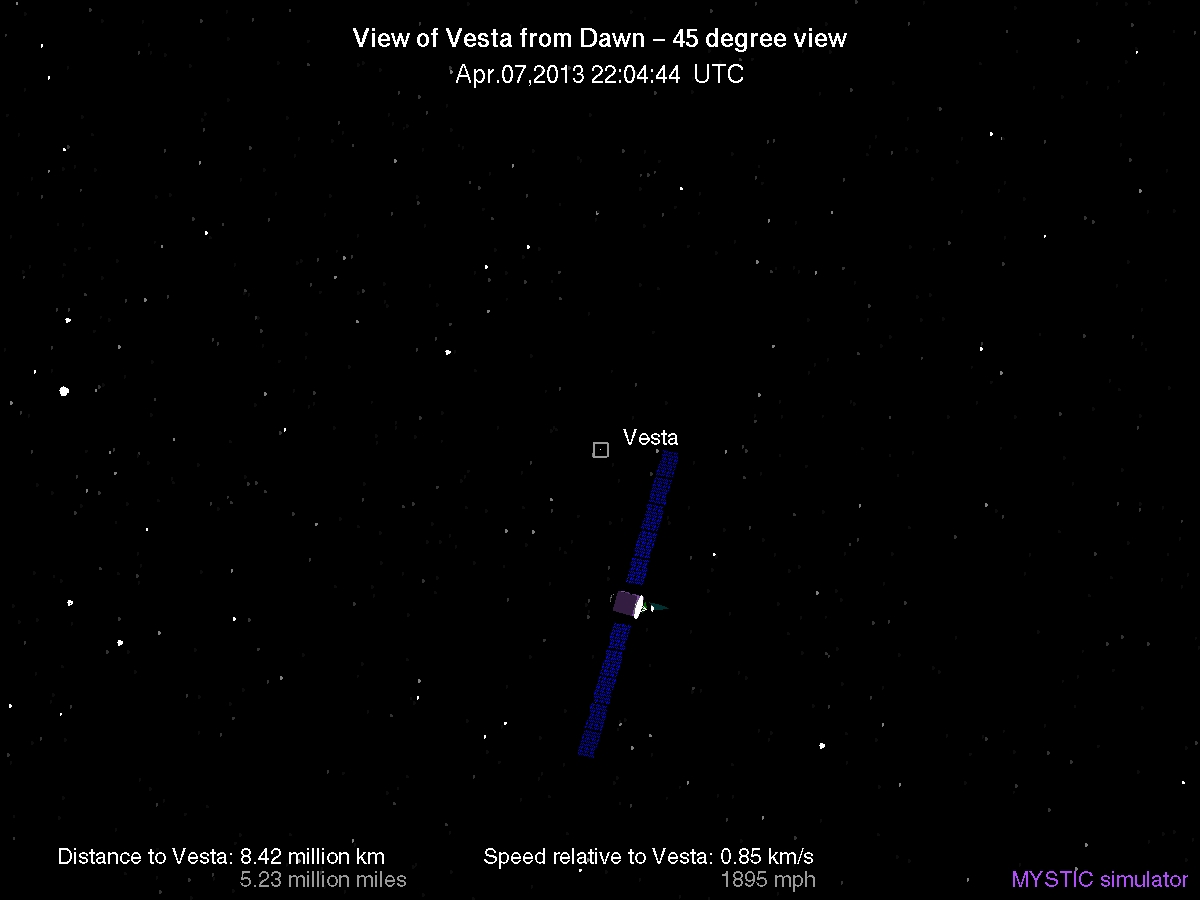 View of Vesta from Dawn – 45 degree view
Apr.07,2013 22:04:44 UTC
Vesta
Distance to Vesta: 8.42 million km
5.23 million miles
Speed relative to Vesta: 0.85 km/s
1895 mph
MYSTIC simulator